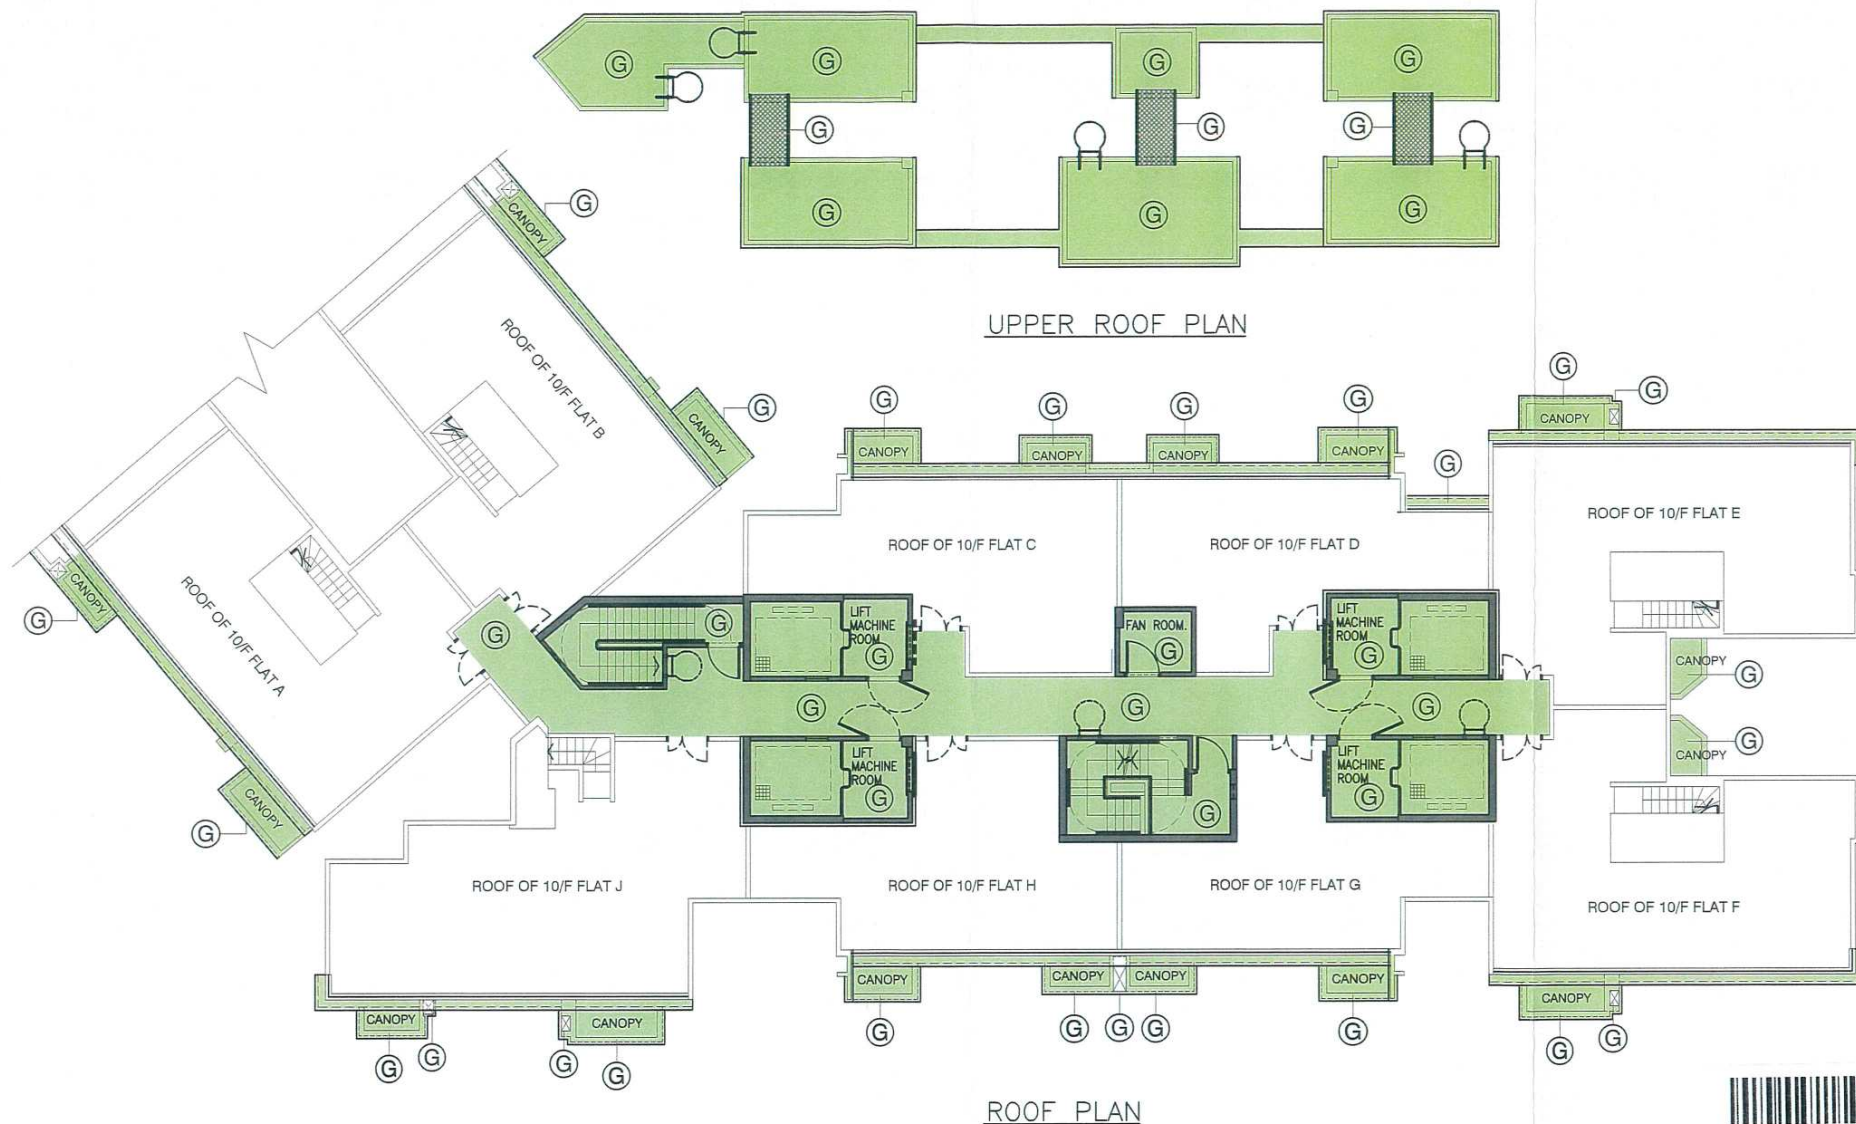 G
G
G
G
G
G
G
G
G
G
G
UPPER ROOF PLAN
CANOPY
G
ROOF OF 10/F FLAT B
CANOPY
G
G
G
G
G
CANOPY
CANOPY
CANOPY
CANOPY
G
G
G
CANOPY
ROOF OF 10/F FLAT A
CANOPY
G
CANOPY
G
ROOF OF 10/F FLAT C
ROOF OF 10/F FLAT D
ROOF OF 10/F FLAT E
G
G
LIFT
MACHINE
ROOM
G
FAN ROOM.
G
LIFT
MACHINE
ROOM
G
CANOPY
G
G
G
G
CANOPY
G
LIFT
MACHINE
ROOM
G
G
LIFT
MACHINE
ROOM
G
ROOF OF 10/F FLAT J
ROOF OF 10/F FLAT H
ROOF OF 10/F FLAT G
ROOF OF 10/F FLAT F
CANOPY
CANOPY
CANOPY
CANOPY
CANOPY
CANOPY
CANOPY
G
G
G
G
G
G
G
G
G
G
G
ROOF PLAN